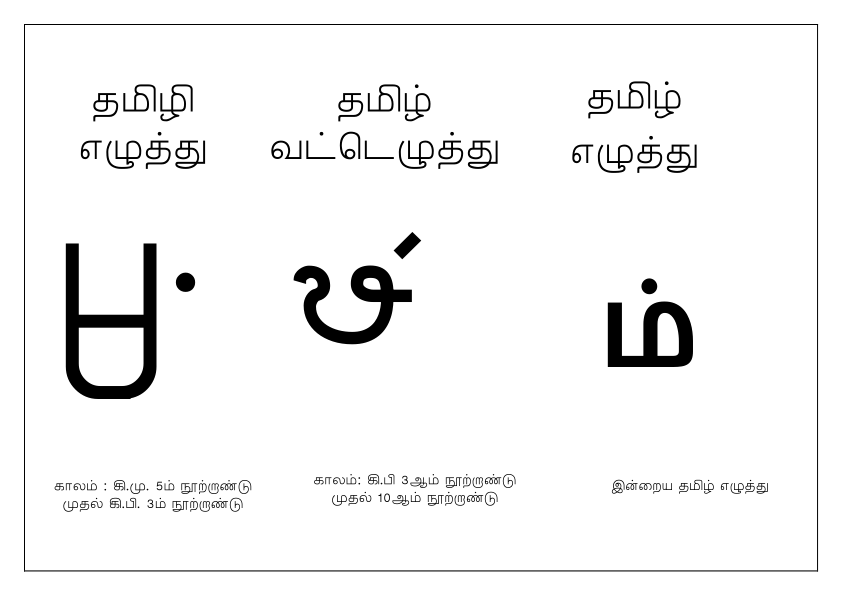 தமிழி
எழுத்து
𑀫𑁆
காலம் : கி.மு. 5ம் நூற்றாண்டு
முதல் கி.பி. 3ம் நூற்றாண்டு
தமிழ்
வட்டெழுத்து
காலம்: கி.பி 3ஆம் நூற்றாண்டு
முதல் 10ஆம் நூற்றாண்டு
தமிழ்
எழுத்து
ம்
இன்றைய தமிழ் எழுத்து